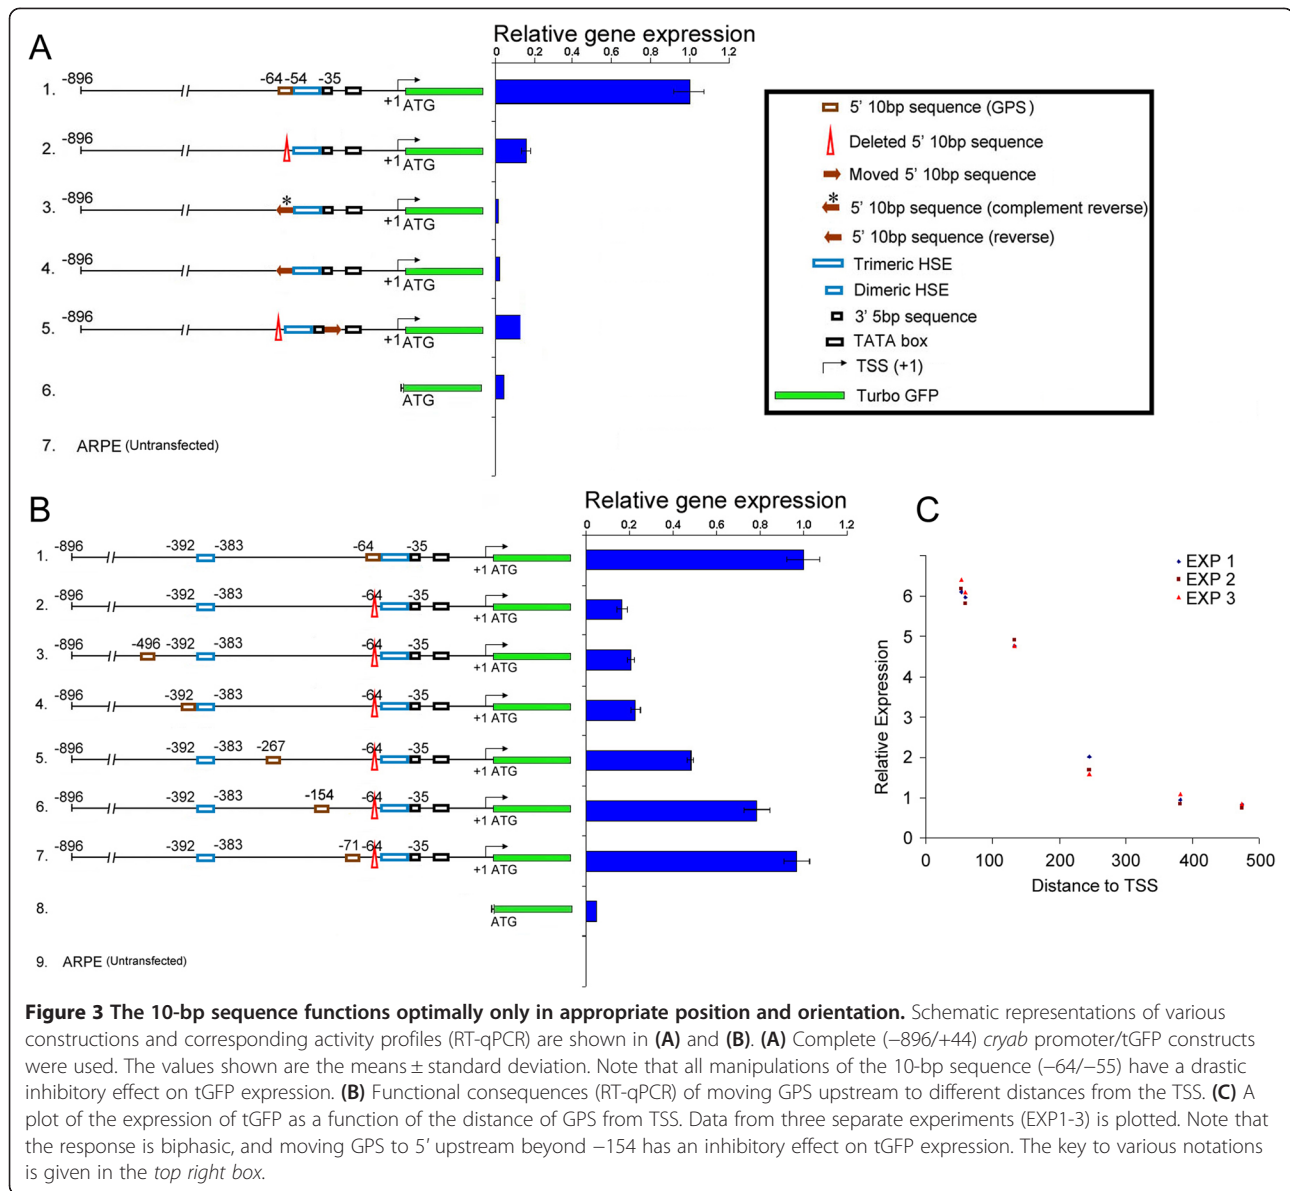 A
Relative gene expression
0 0.2 0.4 0.6 0.8 1.0 1.2
1. -896 -64 -54 -35 +1 ATG
2. -896 +1 ATG
3. -896 * +1 ATG
4. -896 +1 ATG
5. -896 +1 ATG
6. ATG
7. ARPE (Untransfected)
5' 10bp sequence (GPS)
Deleted 5' 10bp sequence
Moved 5' 10bp sequence
* 5' 10bp sequence (complement reverse)
5' 10bp sequence (reverse)
Trimeric HSE
Dimeric HSE
3' 5bp sequence
TATA box
TSS (+1)
Turbo GFP
B
Relative gene expression
0 0.2 0.4 0.6 0.8 1.0 1.2
1. -896 -392 -383 -64 -35 +1 ATG
2. -896 -392 -383 -64 -35 +1 ATG
3. -896 -496 -392 -383 -64 -35 +1 ATG
4. -896 -392 -383 -64 -35 +1 ATG
5. -896 -392 -383 -267 -64 -35 +1 ATG
6. -896 -392 -383 -154 -64 -35 +1 ATG
7. -896 -392 -383 -71 -64 -35 +1 ATG
8. ATG
9. ARPE (Untransfected)
C
EXP 1
EXP 2
EXP 3
Relative Expression
6
5
4
3
2
1
0
0 100 200 300 400 500
Distance to TSS
Figure 3 The 10-bp sequence functions optimally only in appropriate position and orientation. Schematic representations of various
constructions and corresponding activity profiles (RT-qPCR) are shown in (A) and (B). (A) Complete (−896/+44) cryab promoter/tGFP constructs
were used. The values shown are the means ± standard deviation. Note that all manipulations of the 10-bp sequence (−64/−55) have a drastic
inhibitory effect on tGFP expression. (B) Functional consequences (RT-qPCR) of moving GPS upstream to different distances from the TSS. (C) A
plot of the expression of tGFP as a function of the distance of GPS from TSS. Data from three separate experiments (EXP1-3) is plotted. Note that
the response is biphasic, and moving GPS to 5′ upstream beyond −154 has an inhibitory effect on tGFP expression. The key to various notations
is given in the top right box.